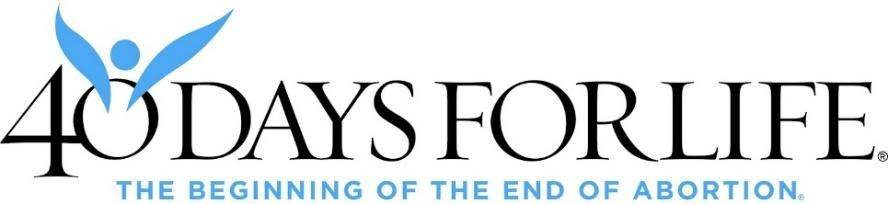 40 DAYS FOR LIFE®
THE BEGINNING OF THE END OF ABORTION®